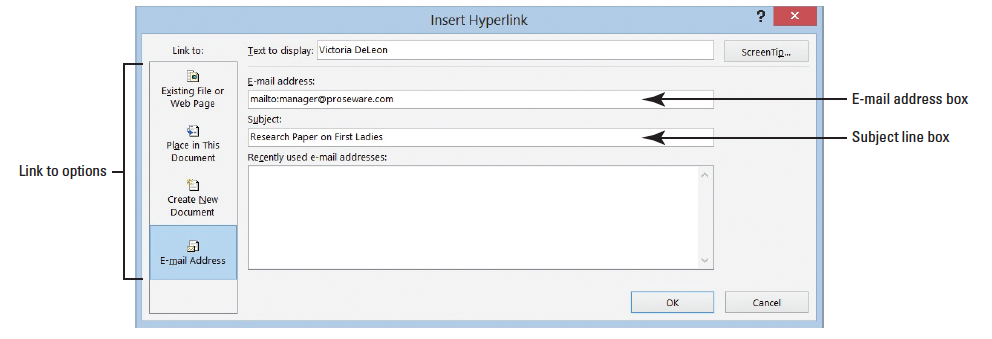 Insert Hyperlink
?
Link to:
Text to display: Victoria DeLeon
ScreenTip...
Existing File or
Web Page
Place in This
Document
Create New
Document
E-mail Address
E-mail address:
mailto:manager@proseware.com
Subject:
Research Paper on First Ladies
Recently used e-mail addresses:
OK
Cancel
Link to options
E-mail address box
Subject line box